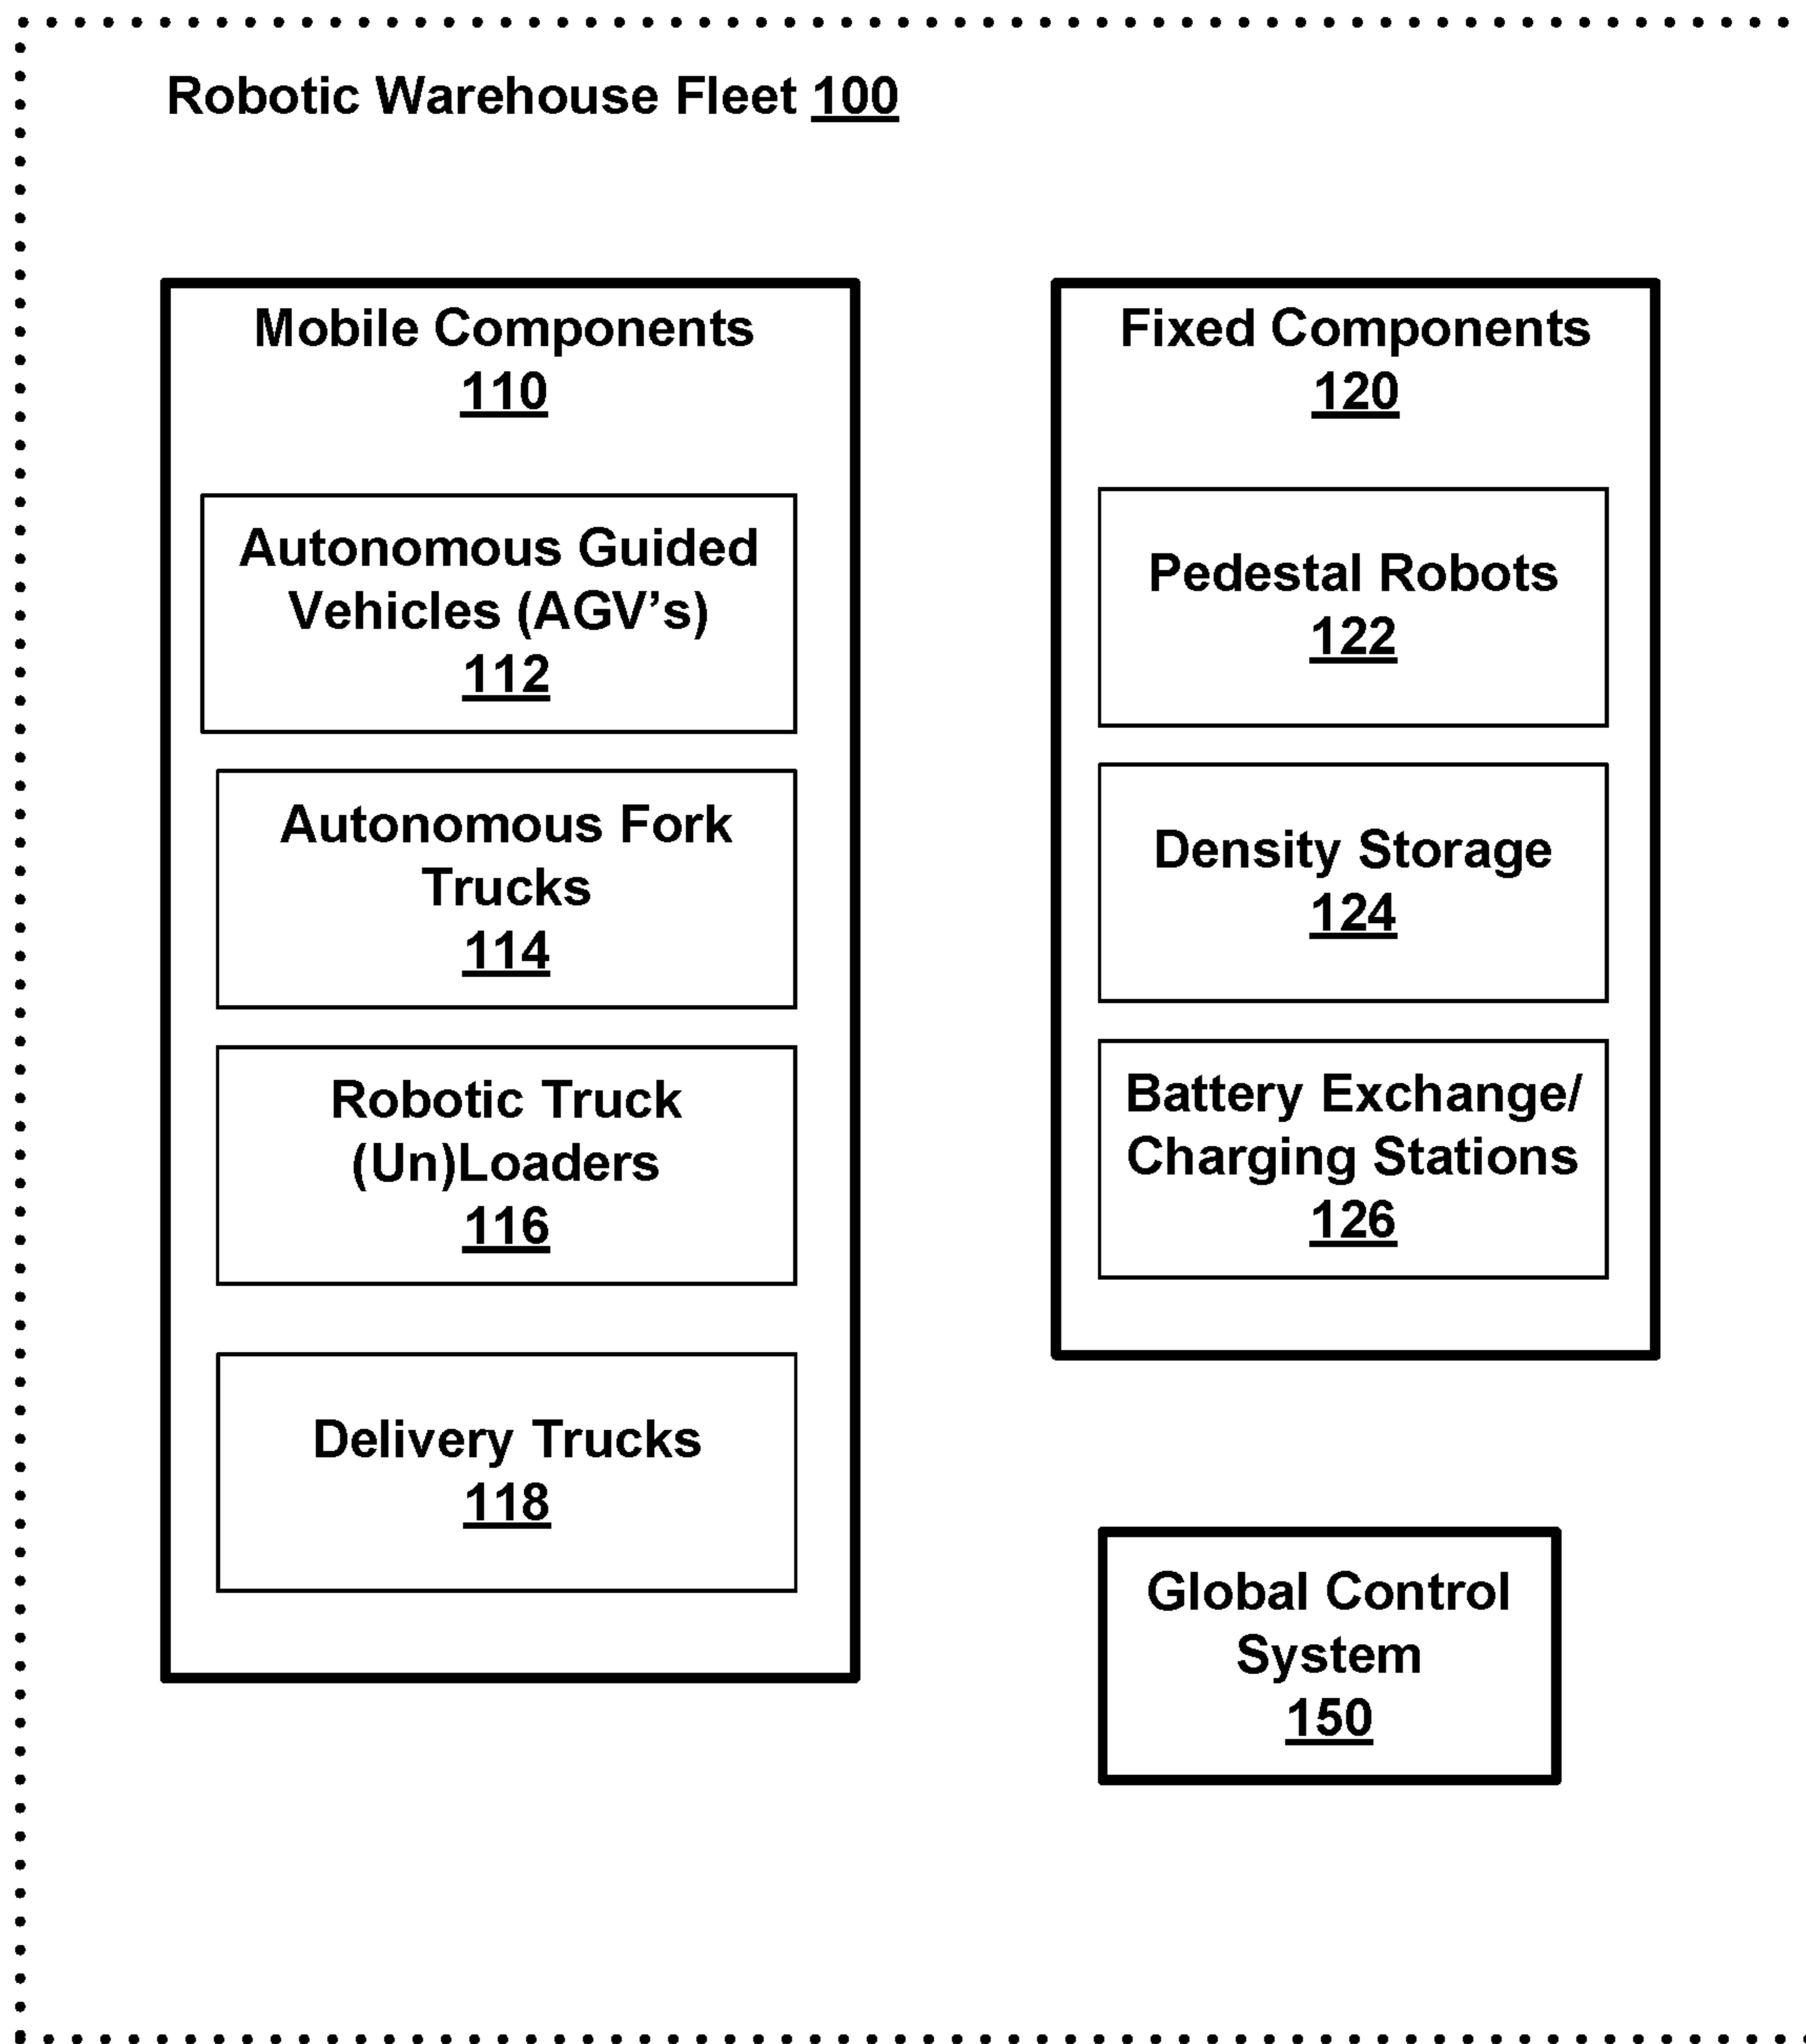 Robotic Warehouse Fleet 100
Mobile Components
110
Autonomous Guided
Vehicles (AGV's)
112
Autonomous Fork
Trucks
114
Robotic Truck
(Un)Loaders
116
Delivery Trucks
118
Fixed Components
120
Pedestal Robots
122
Density Storage
124
Battery Exchange/
Charging Stations
126
Global Control
System
150